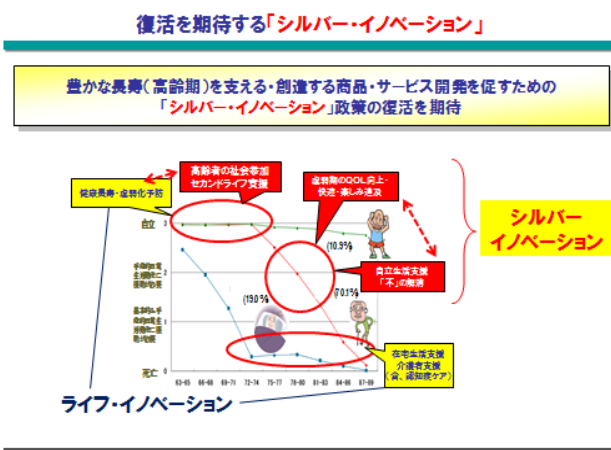 復活を期待する「シルバー・イノベーション」
豊かな長寿(高齢期)を支える・創造する商品・サービス開発を促すための
「シルバー・イノベーション」政策の復活を期待
高齢者の社会参加
セカンドライフ支援
虚弱期のQOL向上・
快適・楽しみ追及
健康長寿・虚弱化予防
シルバー
イノベーション
自立
3
(10.9%
自立生活支援
「不」の解消
2
(19.0%
(70.1%
1
在宅生活支援
介護者支援
(含、認知度ケア)
死亡
0
63-65 66-68 69-71 72-74 75-77 78-80 81-83 84-86 87-89
ライフ・イノベーション